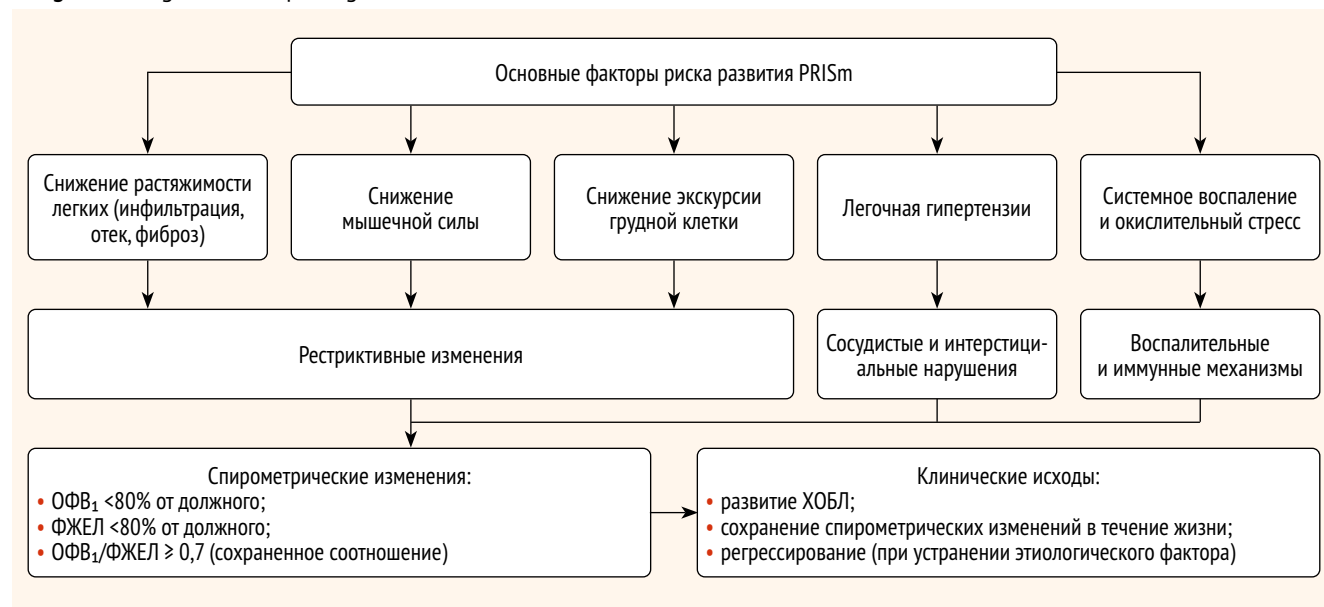 Основные факторы риска развития PRISm
Снижение растяжимости
легких (инфильтрация,
отек, фиброз)
Снижение
мышечной силы
Снижение экскурсии
грудной клетки
Легочная гипертензии
Системное воспаление
и окислительный стресс
Рестриктивные изменения
Сосудистые и интерстици-
альные нарушения
Воспалительные
и иммунные механизмы
Спирометрические изменения:
• ОФВ₁ <80% от должного;
• ФЖЕЛ <80% от должного;
• ОФВ₁/ФЖЕЛ ⩾ 0,7 (сохраненное соотношение)
Клинические исходы:
• развитие ХОБЛ;
• сохранение спирометрических изменений в течение жизни;
• регрессирование (при устранении этиологического фактора)